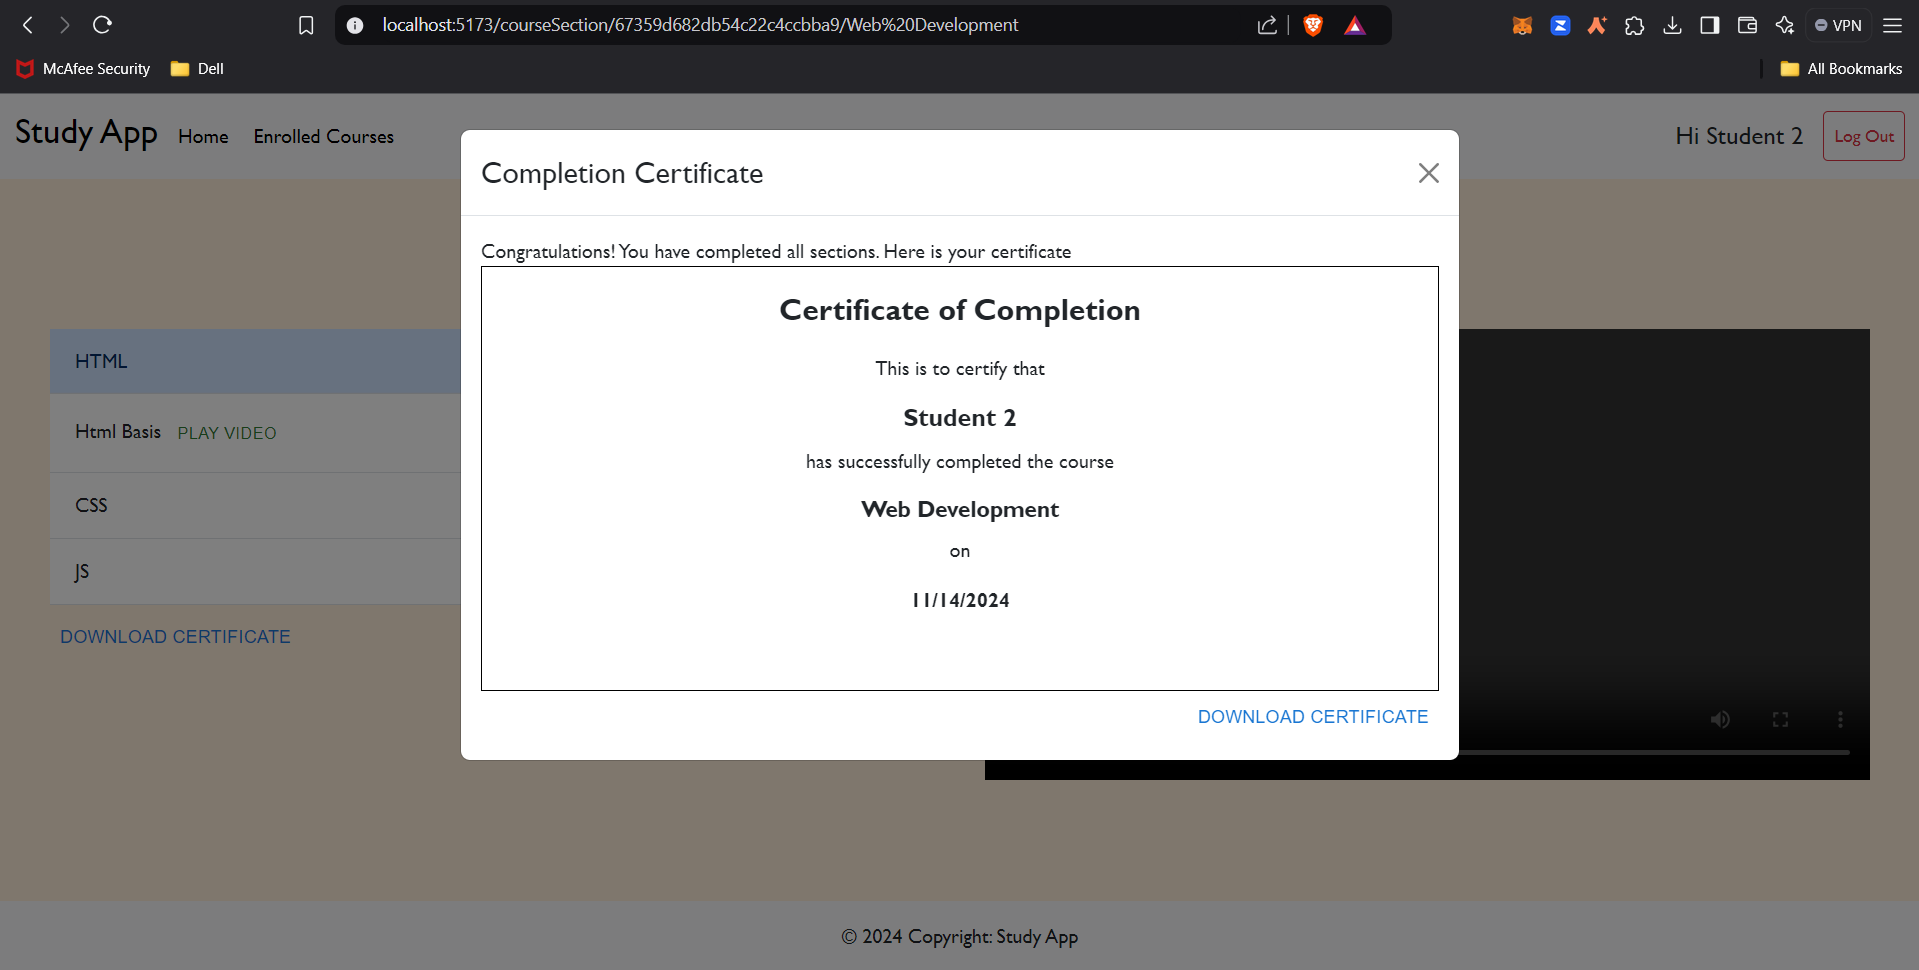 localhost:5173/courseSection/67359d682db54c22c4ccbba9/Web%20Development
VPN
McAfee Security
Dell
All Bookmarks
Study App
Home
Enrolled Courses
Hi Student 2
Log Out
Completion Certificate
Congratulations! You have completed all sections. Here is your certificate
Certificate of Completion
This is to certify that
Student 2
has successfully completed the course
Web Development
on
11/14/2024
DOWNLOAD CERTIFICATE
HTML
Html Basis PLAY VIDEO
CSS
JS
DOWNLOAD CERTIFICATE
© 2024 Copyright: Study App